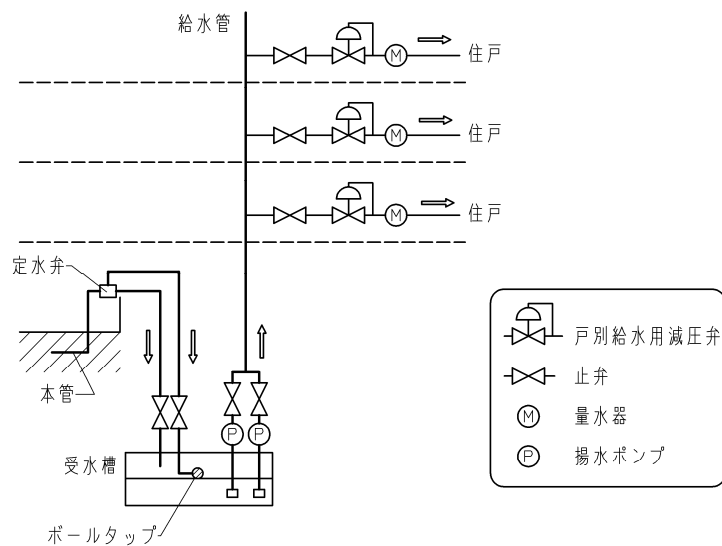 給水管
M
住戸
M
住戸
M
住戸
定水弁
本管
P P
受水槽
ボールタップ
戸別給水用減圧弁
止弁
M 量水器
P 揚水ポンプ